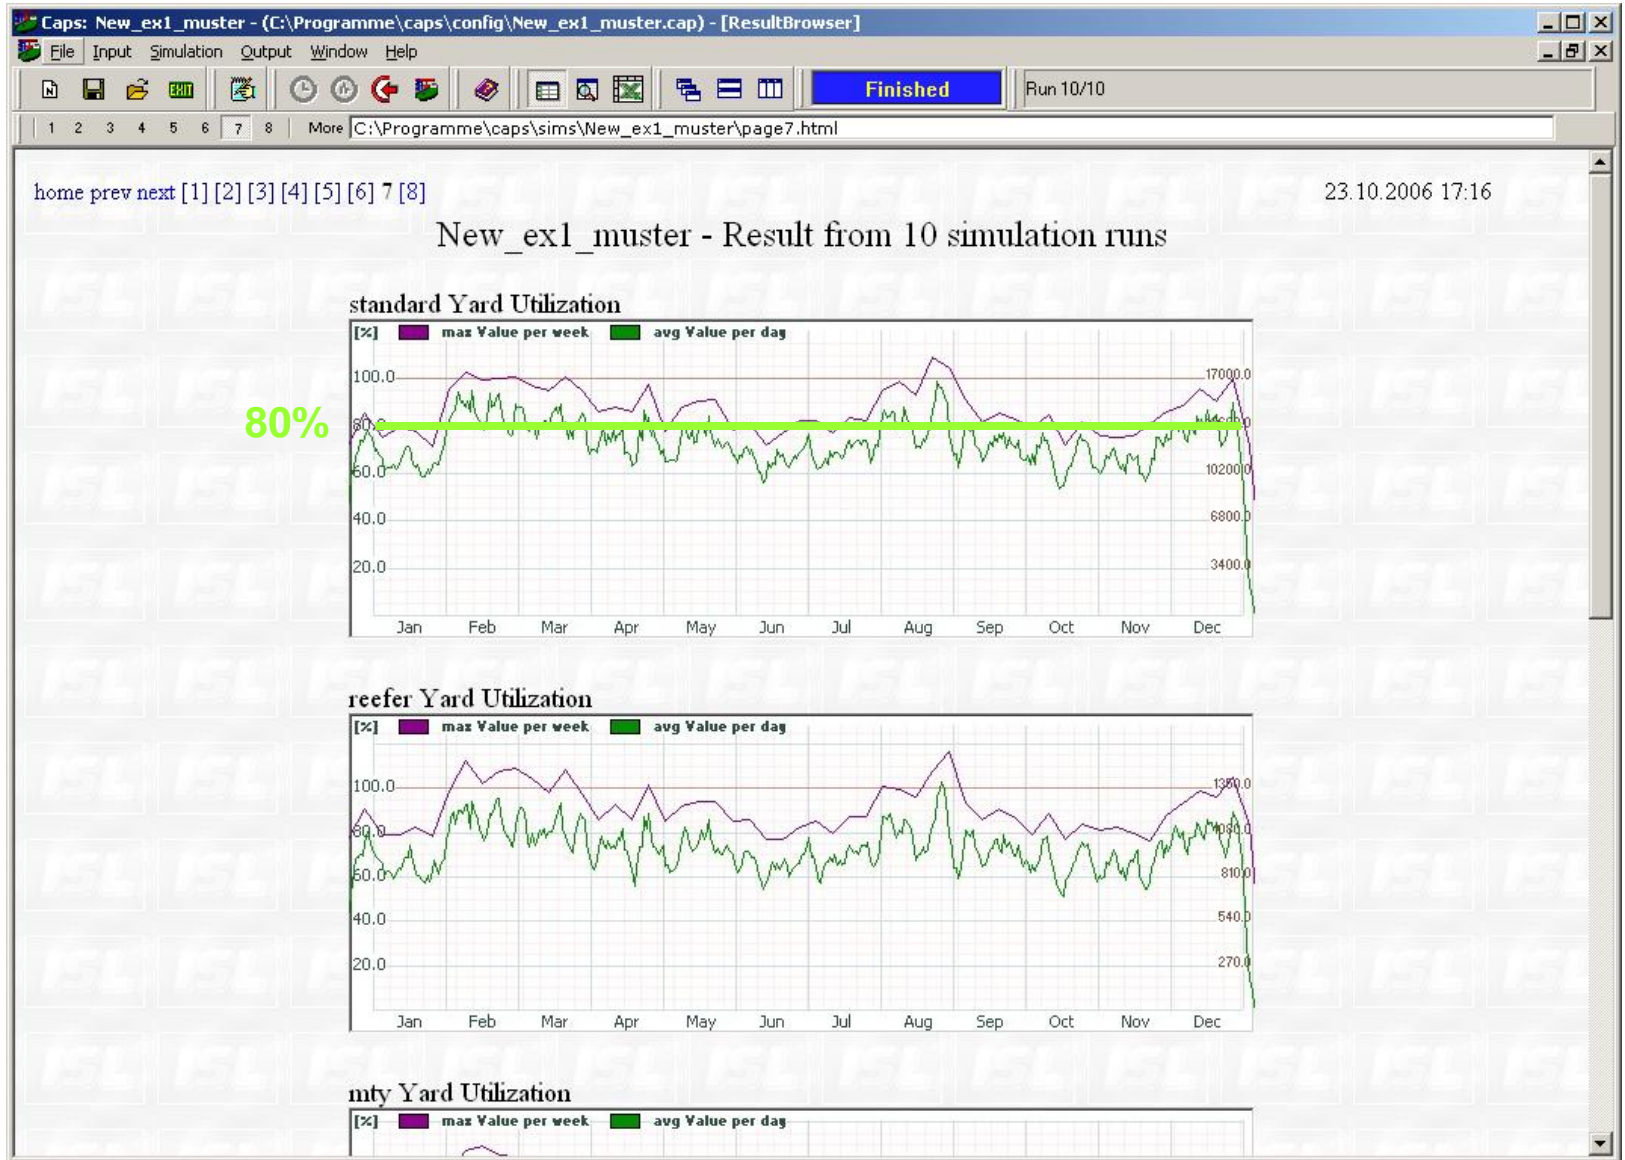 Caps: New_ex1_muster - (C:\Programme\caps\config\New_ex1_muster.cap) - [ResultBrowser]
File Input Simulation Output Window Help
EXIT
Finished
Run 10/10
1 2 3 4 5 6 7 8 More C:\Programme\caps\sims\New_ex1_muster\page7.html
home prev next [1] [2] [3] [4] [5] [6] 7 [8]
23.10.2006 17:16
New_ex1_muster - Result from 10 simulation runs
standard Yard Utilization
[%] max Value per week avg Value per day
100.0 17000.0
80%
80.0
60.0 10200.0
40.0 6800.0
20.0 3400.0
Jan Feb Mar Apr May Jun Jul Aug Sep Oct Nov Dec
reefer Yard Utilization
[%] max Value per week avg Value per day
100.0 1350.0
80.0 1080.0
60.0 810.0
40.0 540.0
20.0 270.0
Jan Feb Mar Apr May Jun Jul Aug Sep Oct Nov Dec
mty Yard Utilization
[%] max Value per week avg Value per day